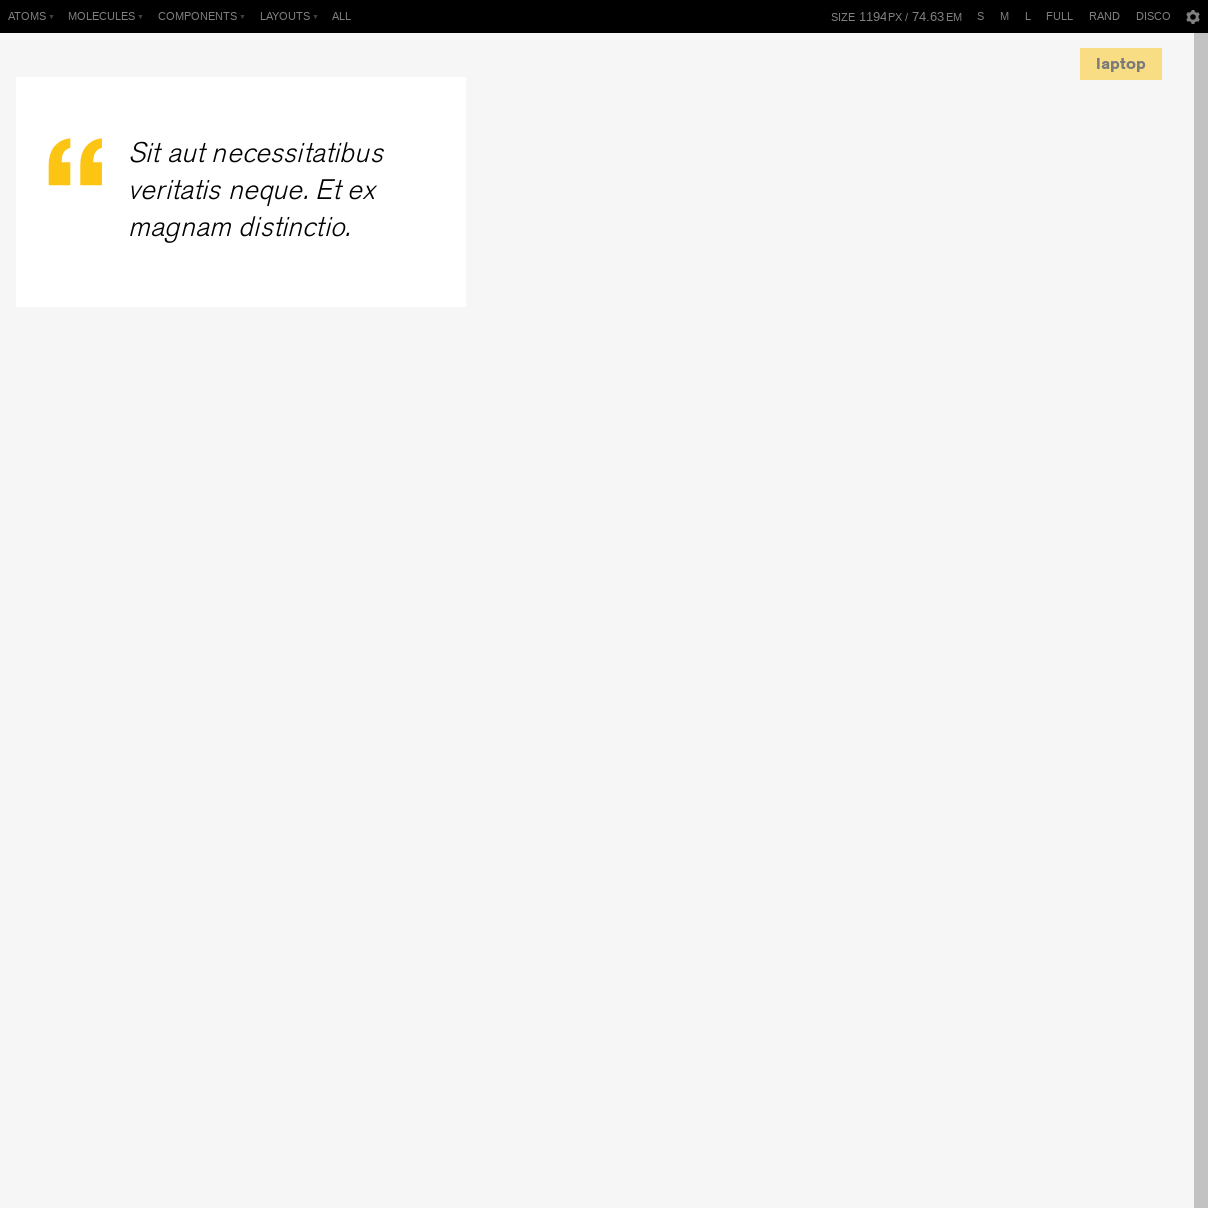 ATOMS ▾ MOLECULES ▾ COMPONENTS ▾ LAYOUTS ▾ ALL SIZE 1194PX / 74.63EM S M L FULL RAND DISCO
laptop
“ Sit aut necessitatibus
veritatis neque. Et ex
magnam distinctio.